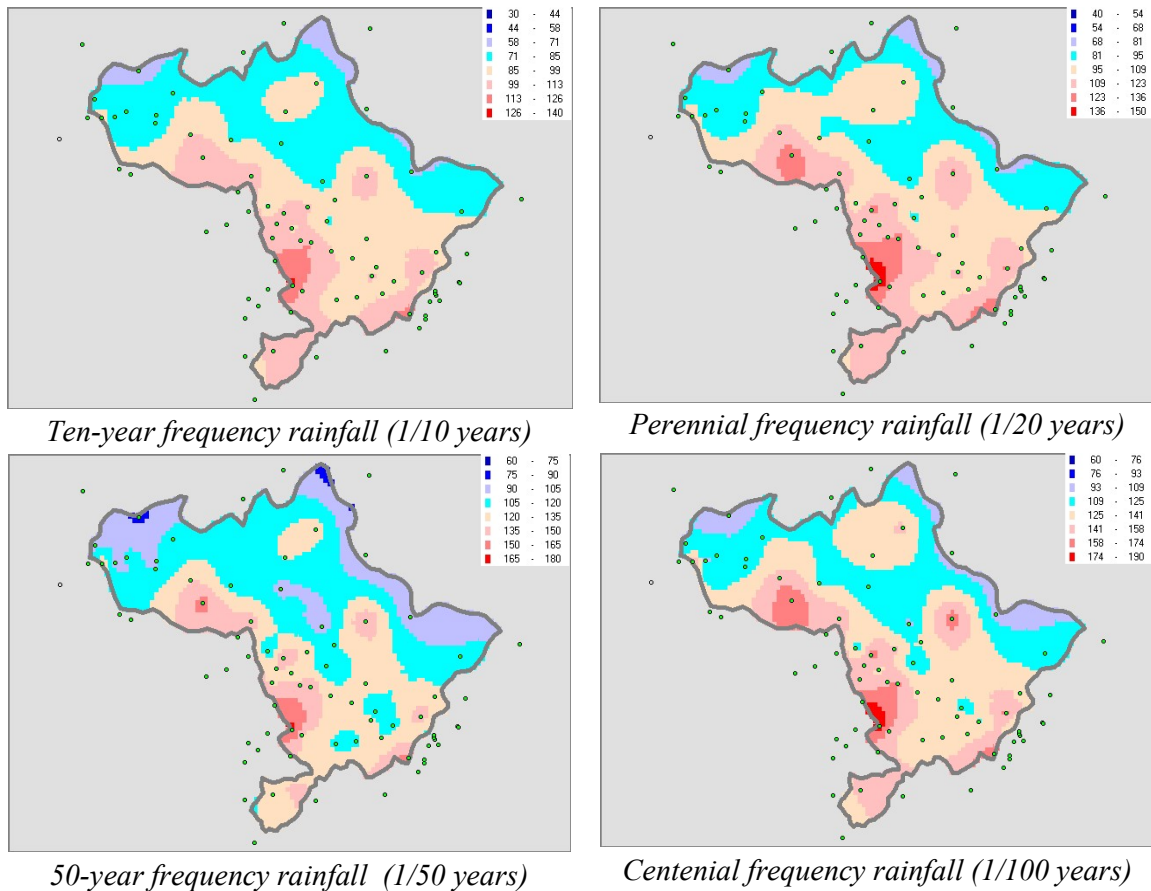 30 - 44
44 - 58
58 - 71
71 - 85
85 - 99
99 - 113
113 - 126
126 - 140
40 - 54
54 - 68
68 - 81
81 - 95
95 - 109
109 - 123
123 - 136
136 - 150
Ten-year frequency rainfall (1/10 years)
Perennial frequency rainfall (1/20 years)
60 - 75
75 - 90
90 - 105
105 - 120
120 - 135
135 - 150
150 - 165
165 - 180
60 - 76
76 - 93
93 - 109
109 - 125
125 - 141
141 - 158
158 - 174
174 - 190
50-year frequency rainfall (1/50 years)
Centenial frequency rainfall (1/100 years)